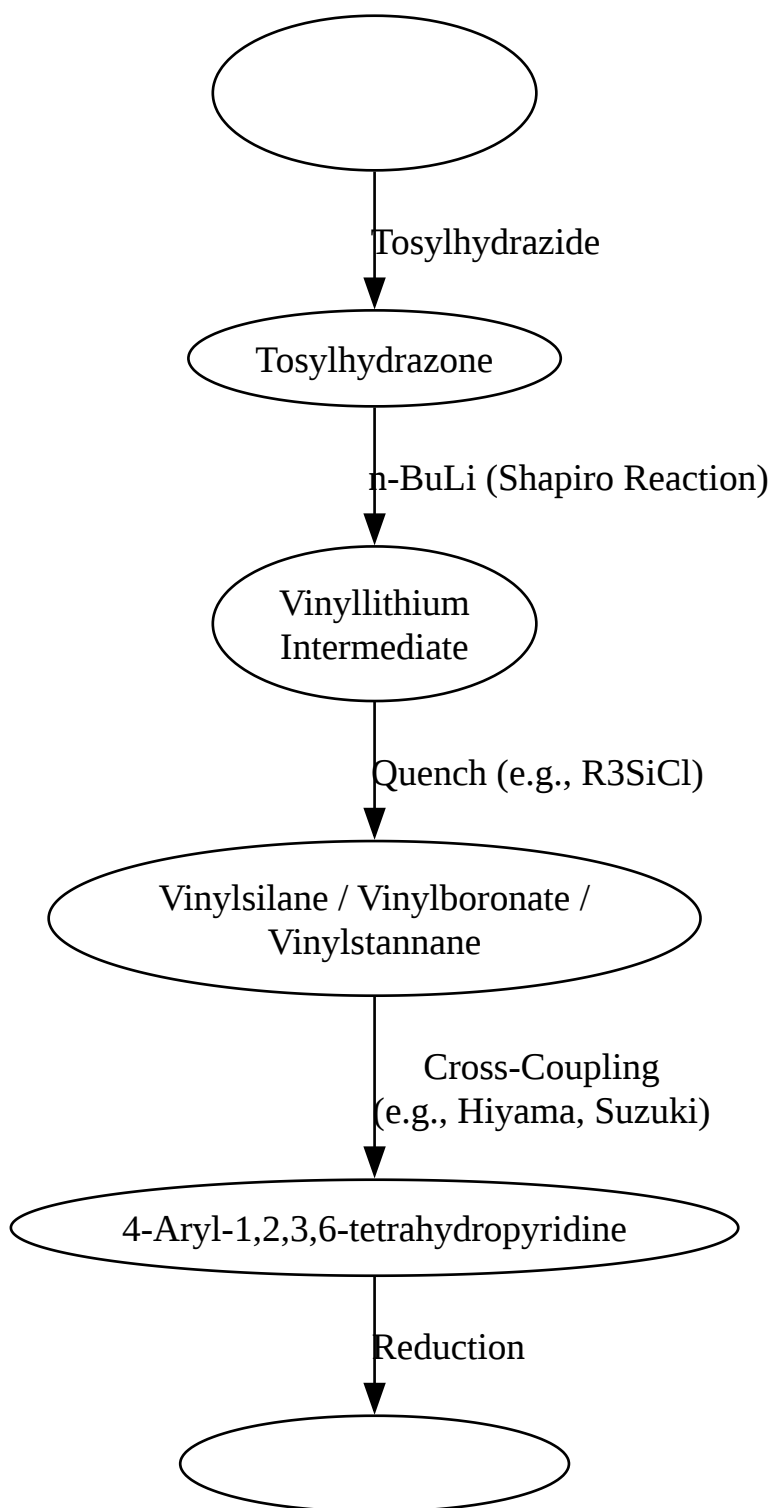 Tosylhydrazide
Tosylhydrazone
n-BuLi (Shapiro Reaction)
Vinyllithium
Intermediate
Quench (e.g., R3SiCl)
Vinylsilane / Vinylboronate /
Vinylstannane
Cross-Coupling
(e.g., Hiyama, Suzuki)
4-Aryl-1,2,3,6-tetrahydropyridine
Reduction